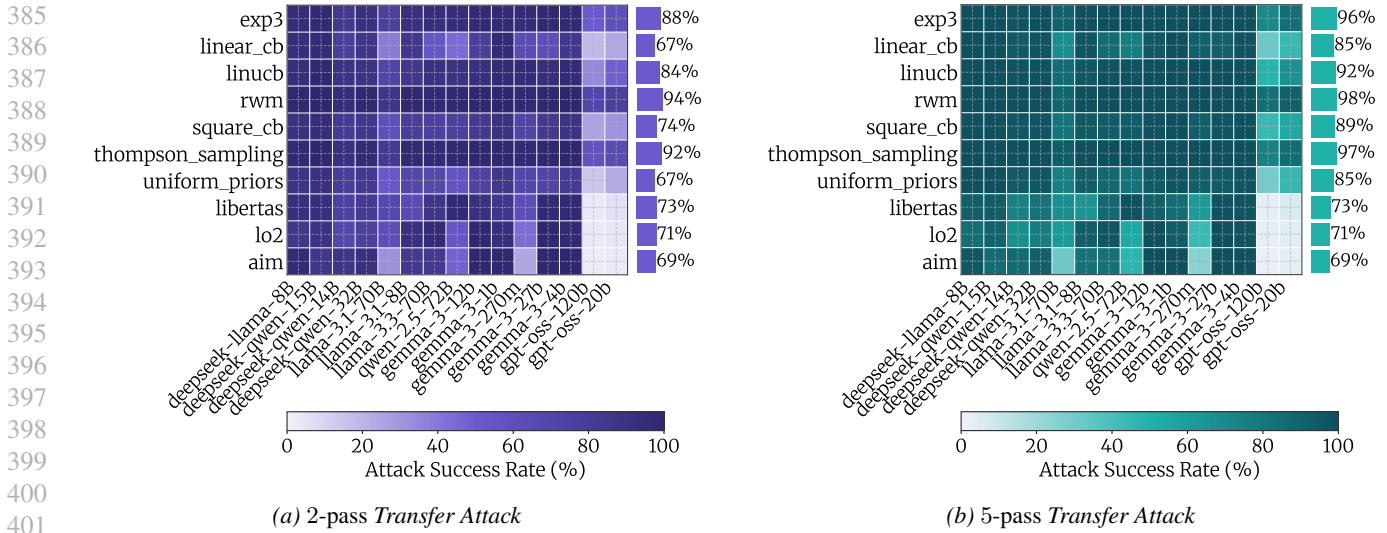 385
386
387
388
389
390
391
392
393
394
395
396
397
398
399
400
401
exp3
linear_cb
linucb
rwm
square_cb
thompson_sampling
uniform_priors
libertas
lo2
aim
88%
67%
84%
94%
74%
92%
67%
73%
71%
69%
deepseek-llama-8B
deepseek-qwen-1.5B
deepseek-qwen-14B
deepseek-qwen-32B
llama-3.1-70B
llama-3.1-8B
llama-3.3-70B
qwen-2.5-72B
gemma-3-12b
gemma-3-1b
gemma-3-270m
gemma-3-27b
gemma-3-4b
gpt-oss-120b
gpt-oss-20b
0 20 40 60 80 100
Attack Success Rate (%)
(a) 2-pass Transfer Attack
exp3
linear_cb
linucb
rwm
square_cb
thompson_sampling
uniform_priors
libertas
lo2
aim
96%
85%
92%
98%
89%
97%
85%
73%
71%
69%
deepseek-llama-8B
deepseek-qwen-1.5B
deepseek-qwen-14B
deepseek-qwen-32B
llama-3.1-70B
llama-3.1-8B
llama-3.3-70B
qwen-2.5-72B
gemma-3-12b
gemma-3-1b
gemma-3-270m
gemma-3-27b
gemma-3-4b
gpt-oss-120b
gpt-oss-20b
0 20 40 60 80 100
Attack Success Rate (%)
(b) 5-pass Transfer Attack